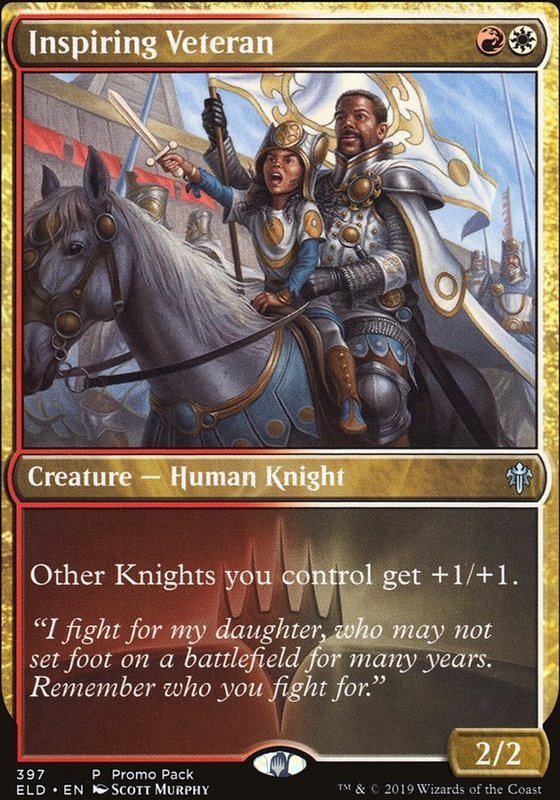 Inspiring Veteran
Creature — Human Knight
Other Knights you control get +1/+1.
“I fight for my daughter, who may not
set foot on a battlefield for many years.
Remember who you fight for.”
2/2
397 P Promo Pack
ELD • EN Scott Murphy
™ & © 2019 Wizards of the Coast